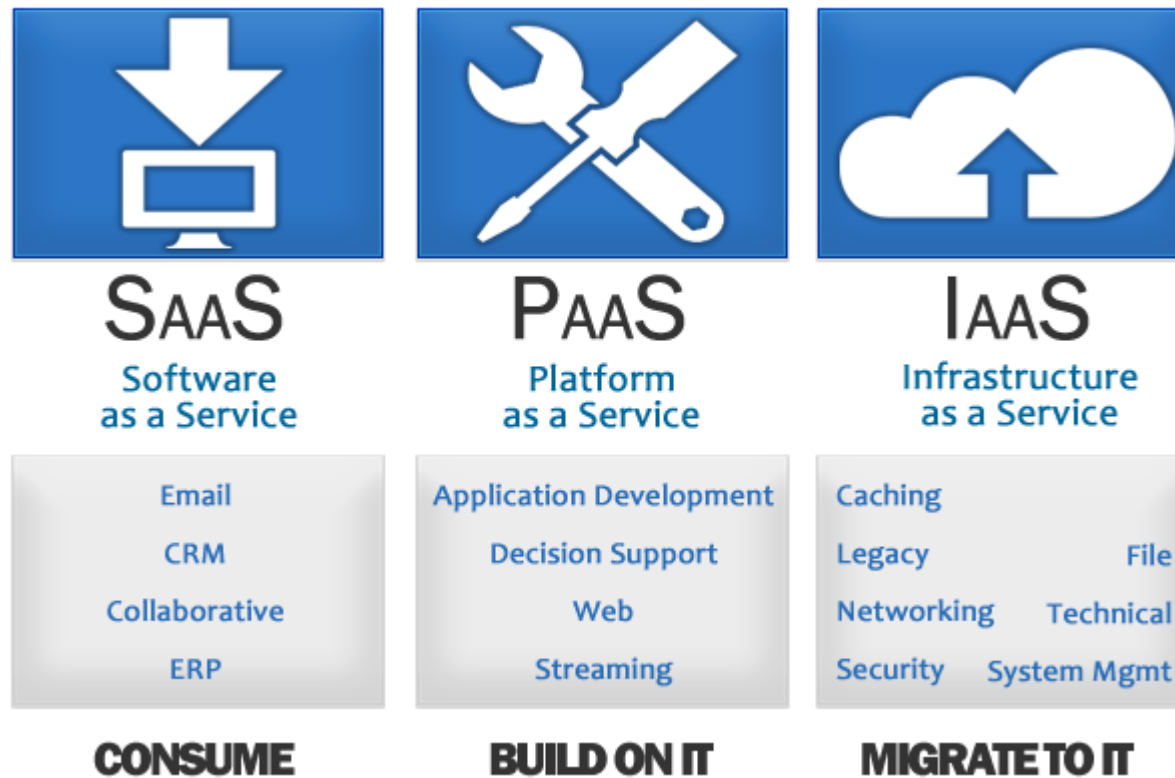 SAAS
Software
as a Service
Email
CRM
Collaborative
ERP
CONSUME
PAAS
Platform
as a Service
Application Development
Decision Support
Web
Streaming
BUILD ON IT
IAAS
Infrastructure
as a Service
Caching
Legacy File
Networking Technical
Security System Mgmt
MIGRATE TO IT